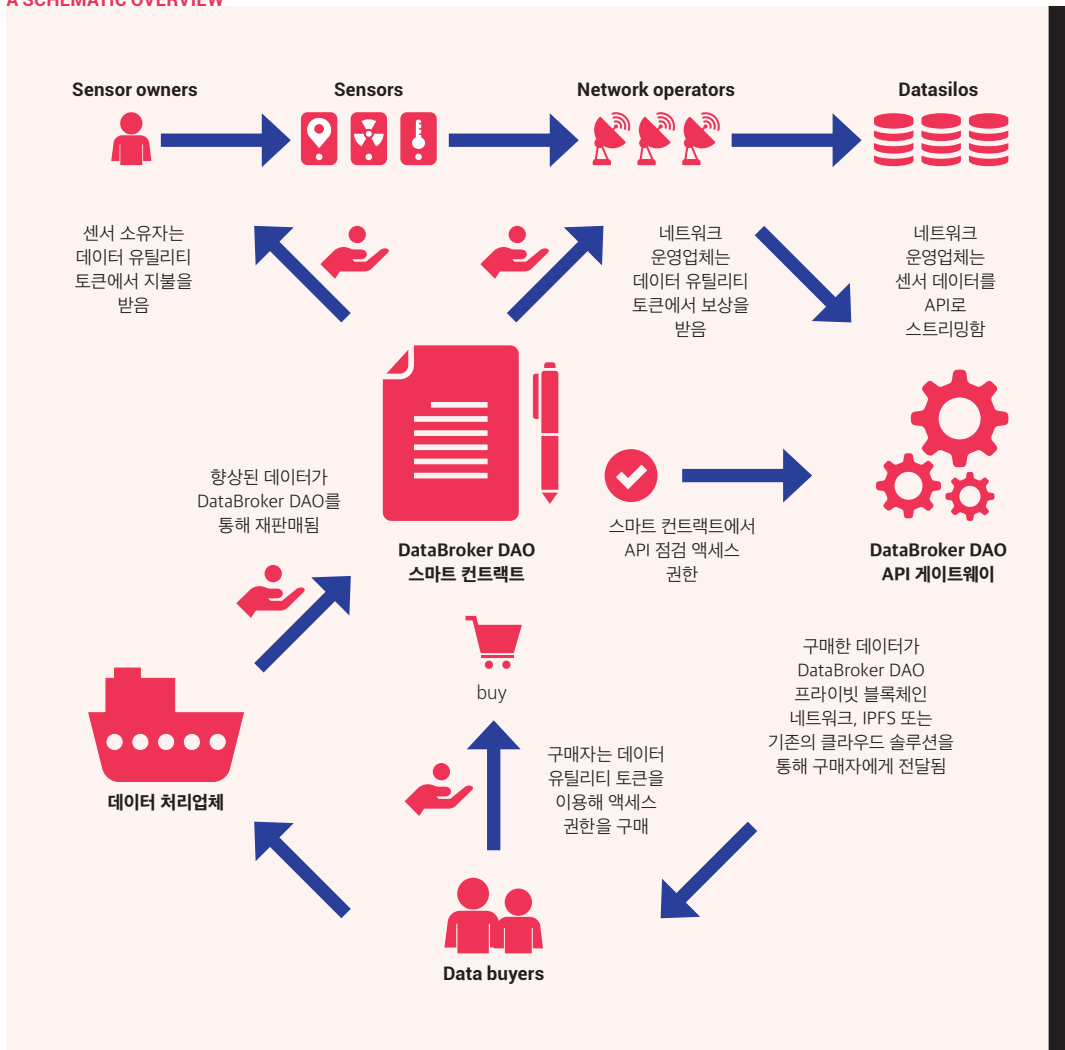 A SCHEMATIC OVERVIEW
Sensor owners
Sensors
Network operators
Datasilos
센서 소유자는
데이터 유틸리티
토큰에서 지불을
받음
네트워크
운영업체는
데이터 유틸리티
토큰에서 보상을
받음
네트워크
운영업체는
센서 데이터를
API로
스트리밍함
향상된 데이터가
DataBroker DAO를
통해 재판매됨
DataBroker DAO
스마트 컨트랙트
스마트 컨트랙트에서
API 점검 액세스
권한
DataBroker DAO
API 게이트웨이
buy
구매한 데이터가
DataBroker DAO
프라이빗 블록체인
네트워크, IPFS 또는
기존의 클라우드 솔루션을
통해 구매자에게 전달됨
데이터 처리업체
구매자는 데이터
유틸리티 토큰을
이용해 액세스
권한을 구매
Data buyers